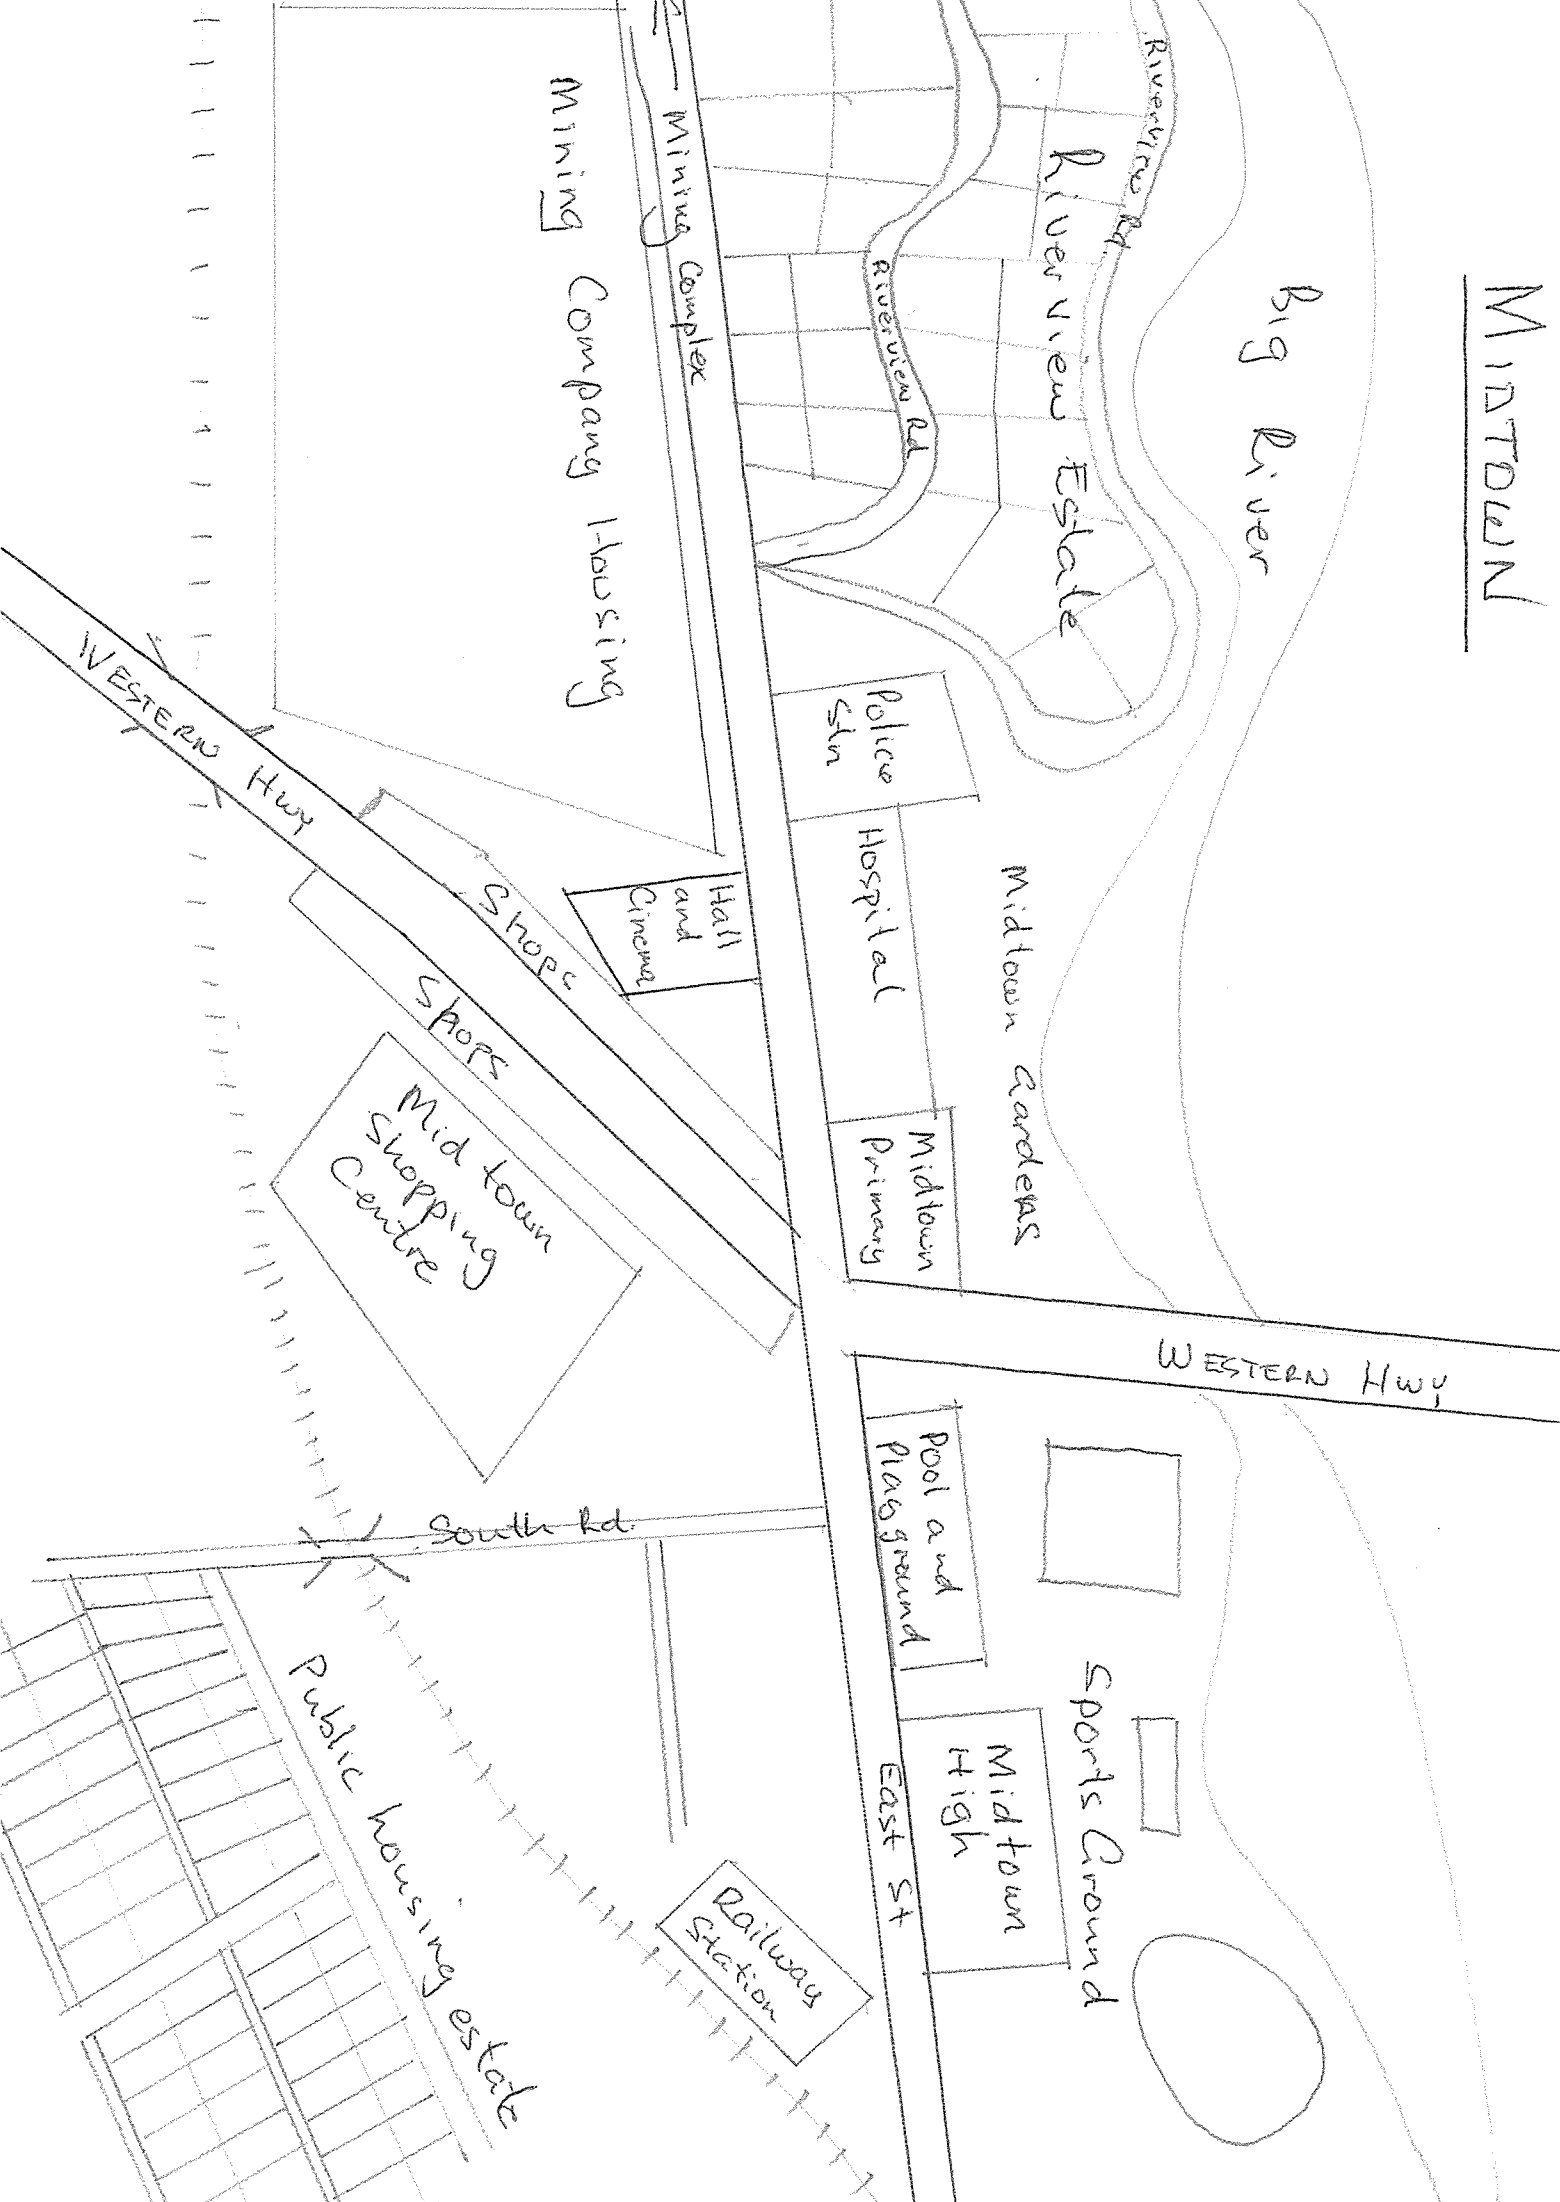 MIDTOWN
Big River
Riverview Rd.
Riverview Estate
Riverview Rd
Mining Complex
Mining Company Housing
Police
Stn
Hospital
Midtown Gardens
Midtown
Primary
Hall
and
Cinema
Shops
Shops
WESTERN HWY
Midtown
Shopping
Centre
WESTERN HWY
Pool and
Playground
Sports Ground
Midtown
High
East St
South Rd.
Railway
Station
Public housing estate